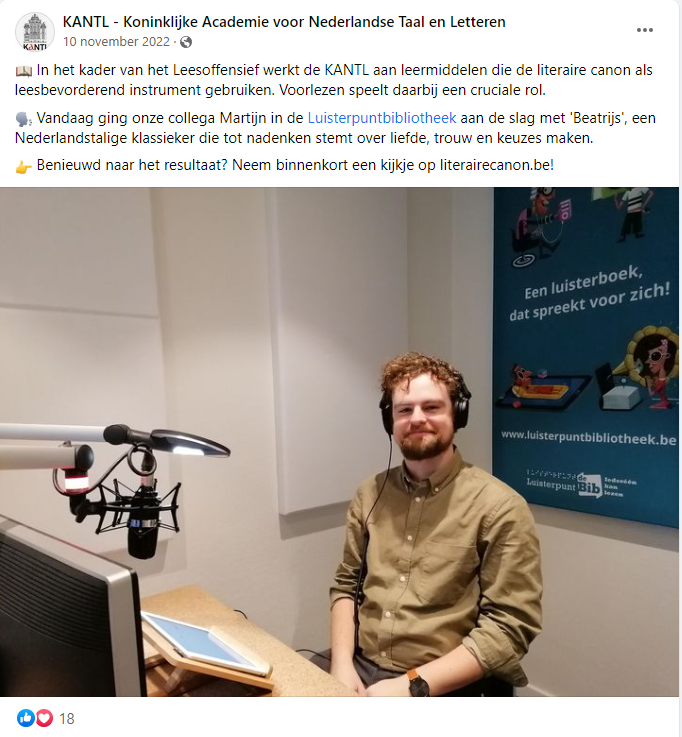 KANTL - Koninklijke Academie voor Nederlandse Taal en Letteren
10 november 2022 ·
In het kader van het Leesoffensief werkt de KANTL aan leermiddelen die de literaire canon als
leesbevorderend instrument gebruiken. Voorlezen speelt daarbij een cruciale rol.
Vandaag ging onze collega Martijn in de Luisterpuntbibliotheek aan de slag met 'Beatrijs', een
Nederlandstalige klassieker die tot nadenken stemt over liefde, trouw en keuzes maken.
Benieuwd naar het resultaat? Neem binnenkort een kijkje op literairecanon.be!
Een luisterboek,
dat spreekt voor zich!
www.luisterpuntbibliotheek.be
de
LuisterpuntBib
Iedereen
kan
lezen
18
KANTL